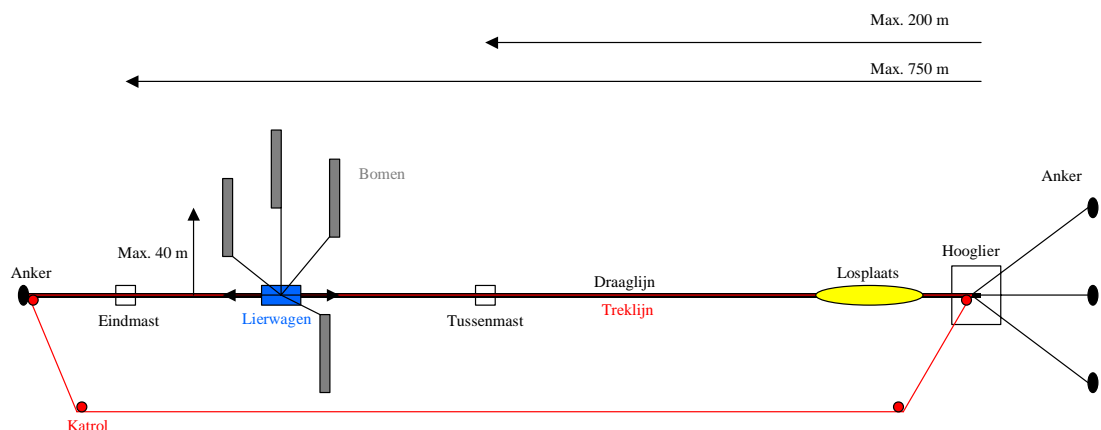 Max. 200 m
Max. 750 m
Bomen
Anker
Max. 40 m
Hooglier
Anker
Losplaats
Draaglijn
Eindmast
Lierwagen
Tussenmast
Treklijn
Katrol